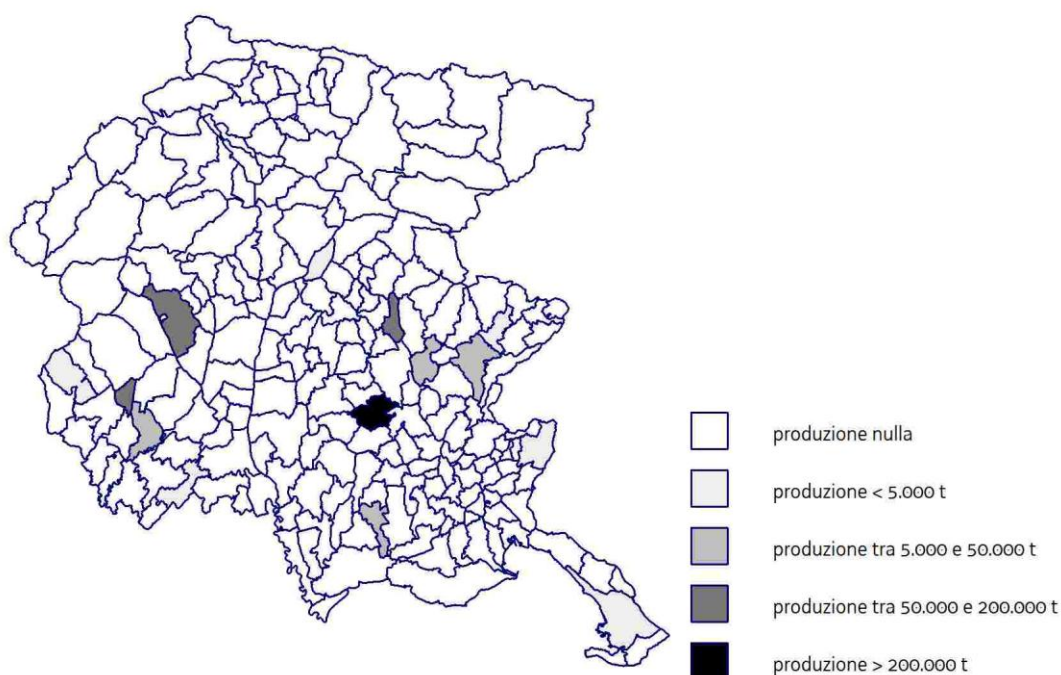 produzione nulla
produzione < 5.000 t
produzione tra 5.000 e 50.000 t
produzione tra 50.000 e 200.000 t
produzione > 200.000 t